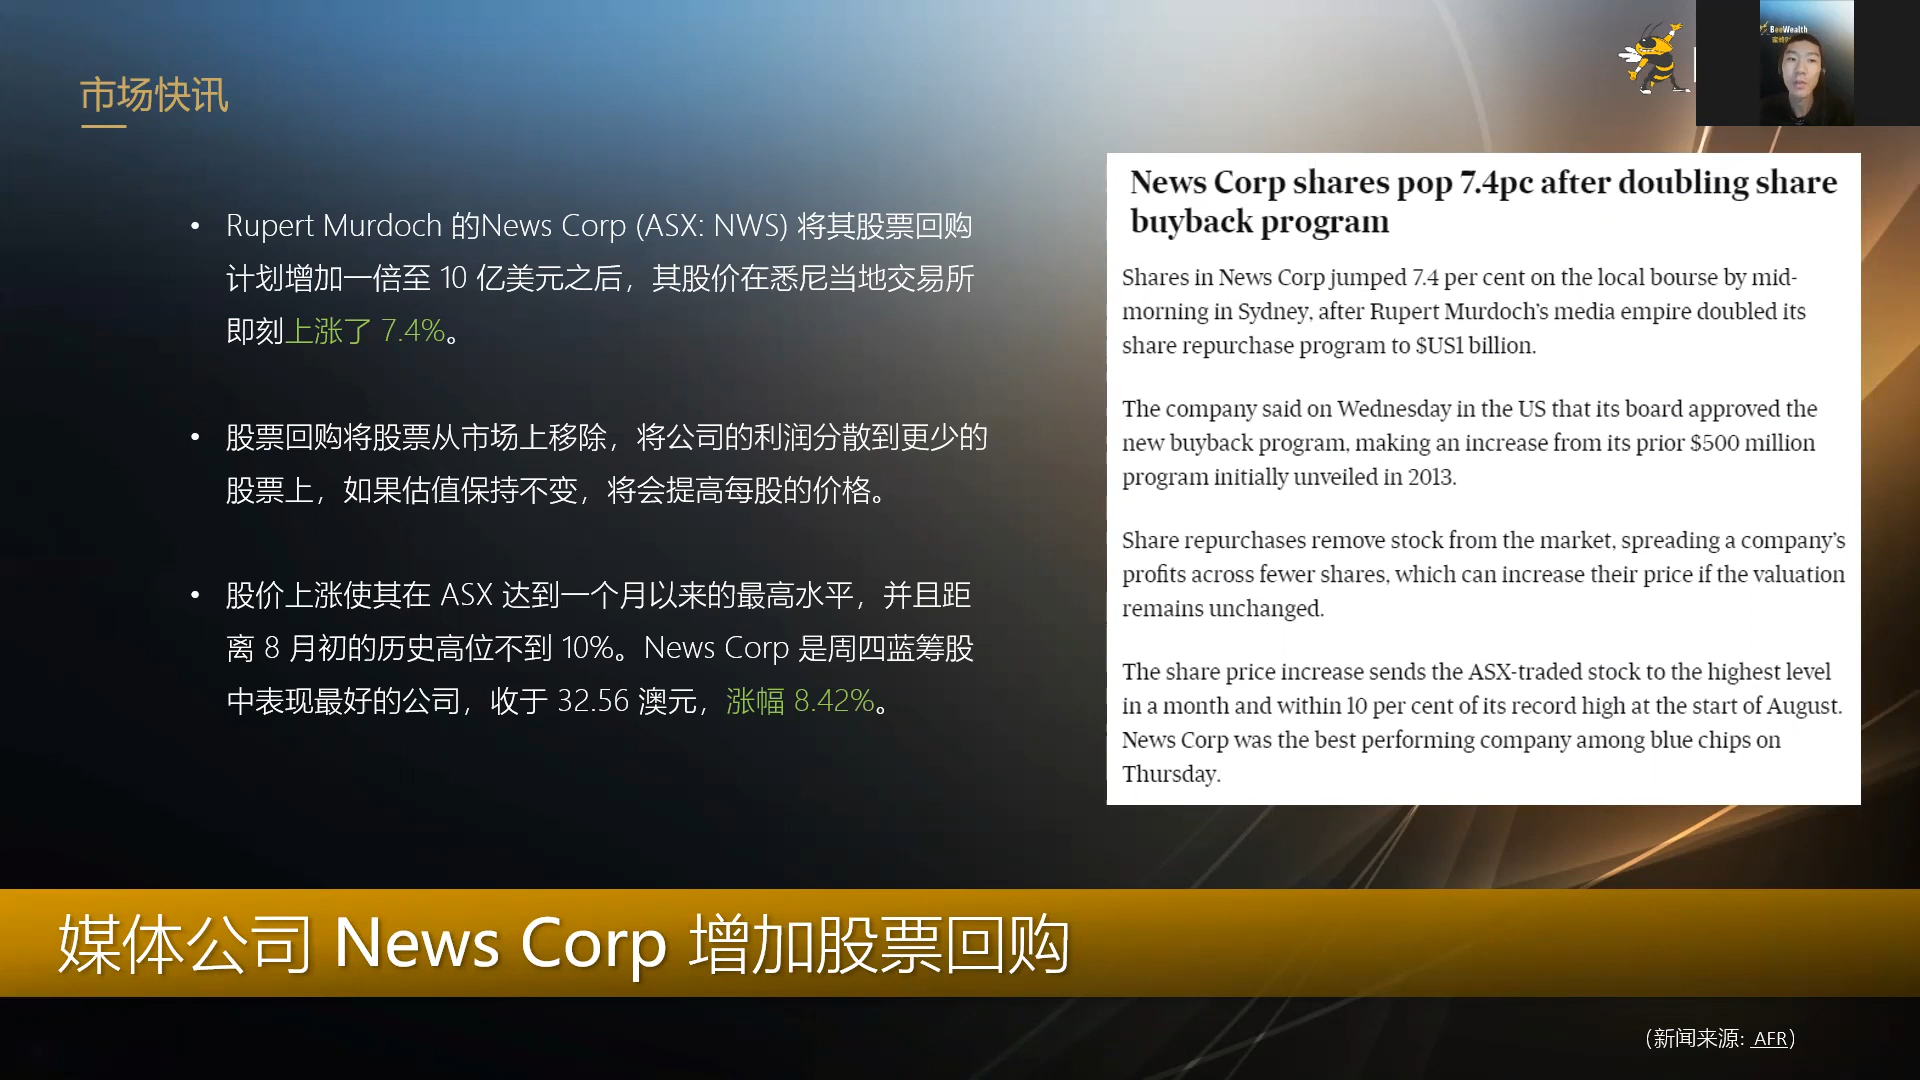 市场快讯
BeeWealth
• Rupert Murdoch 的News Corp (ASX: NWS) 将其股票回购
计划增加一倍至 10 亿美元之后，其股价在悉尼当地交易所
即刻上涨了 7.4%。
• 股票回购将股票从市场上移除，将公司的利润分散到更少的
股票上，如果估值保持不变，将会提高每股的价格。
• 股价上涨使其在 ASX 达到一个月以来的最高水平，并且距
离 8 月初的历史高位不到 10%。News Corp 是周四蓝筹股
中表现最好的公司，收于 32.56 澳元，涨幅 8.42%。
News Corp shares pop 7.4pc after doubling share
buyback program
Shares in News Corp jumped 7.4 per cent on the local bourse by mid-
morning in Sydney, after Rupert Murdoch’s media empire doubled its
share repurchase program to $US1 billion.
The company said on Wednesday in the US that its board approved the
new buyback program, making an increase from its prior $500 million
program initially unveiled in 2013.
Share repurchases remove stock from the market, spreading a company’s
profits across fewer shares, which can increase their price if the valuation
remains unchanged.
The share price increase sends the ASX-traded stock to the highest level
in a month and within 10 per cent of its record high at the start of August.
News Corp was the best performing company among blue chips on
Thursday.
媒体公司 News Corp 增加股票回购
（新闻来源: AFR）